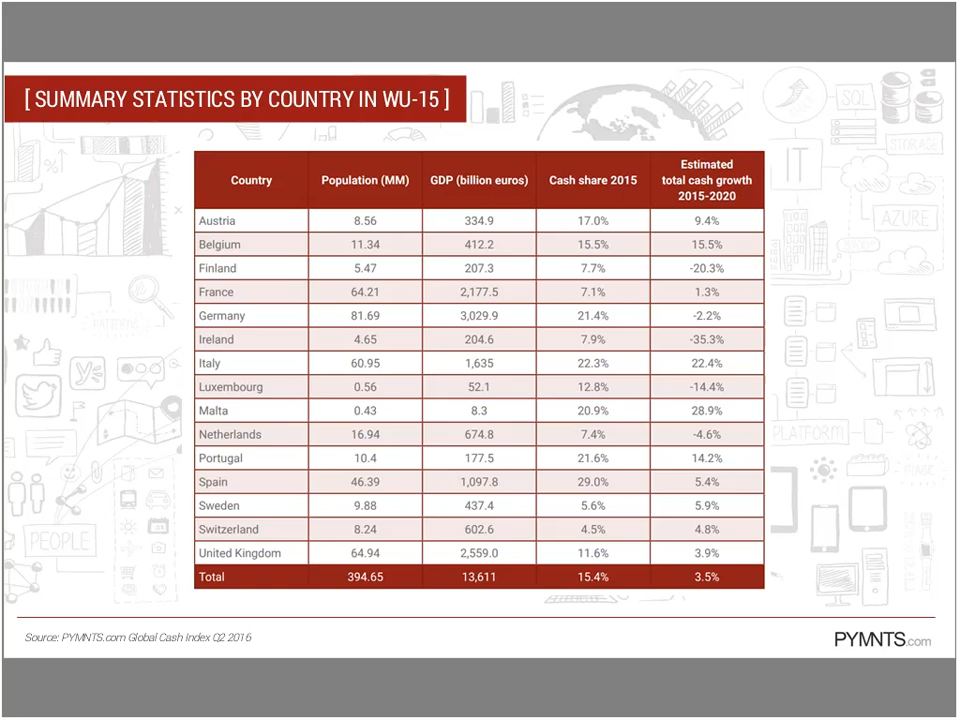 [ SUMMARY STATISTICS BY COUNTRY IN WU-15 ]
Country Population (MM) GDP (billion euros) Cash share 2015 Estimated total cash growth 2015-2020
Austria 8.56 334.9 17.0% 9.4%
Belgium 11.34 412.2 15.5% 15.5%
Finland 5.47 207.3 7.7% -20.3%
France 64.21 2,177.5 7.1% 1.3%
Germany 81.69 3,029.9 21.4% -2.2%
Ireland 4.65 204.6 7.9% -35.3%
Italy 60.95 1,635 22.3% 22.4%
Luxembourg 0.56 52.1 12.8% -14.4%
Malta 0.43 8.3 20.9% 28.9%
Netherlands 16.94 674.8 7.4% -4.6%
Portugal 10.4 177.5 21.6% 14.2%
Spain 46.39 1,097.8 29.0% 5.4%
Sweden 9.88 437.4 5.6% 5.9%
Switzerland 8.24 602.6 4.5% 4.8%
United Kingdom 64.94 2,559.0 11.6% 3.9%
Total 394.65 13,611 15.4% 3.5%
SQL
STORAGE
IT
AZURE
PLATFORM
PEOPLE
Source: PYMNTS.com Global Cash Index Q2 2016
PYMNTS.com